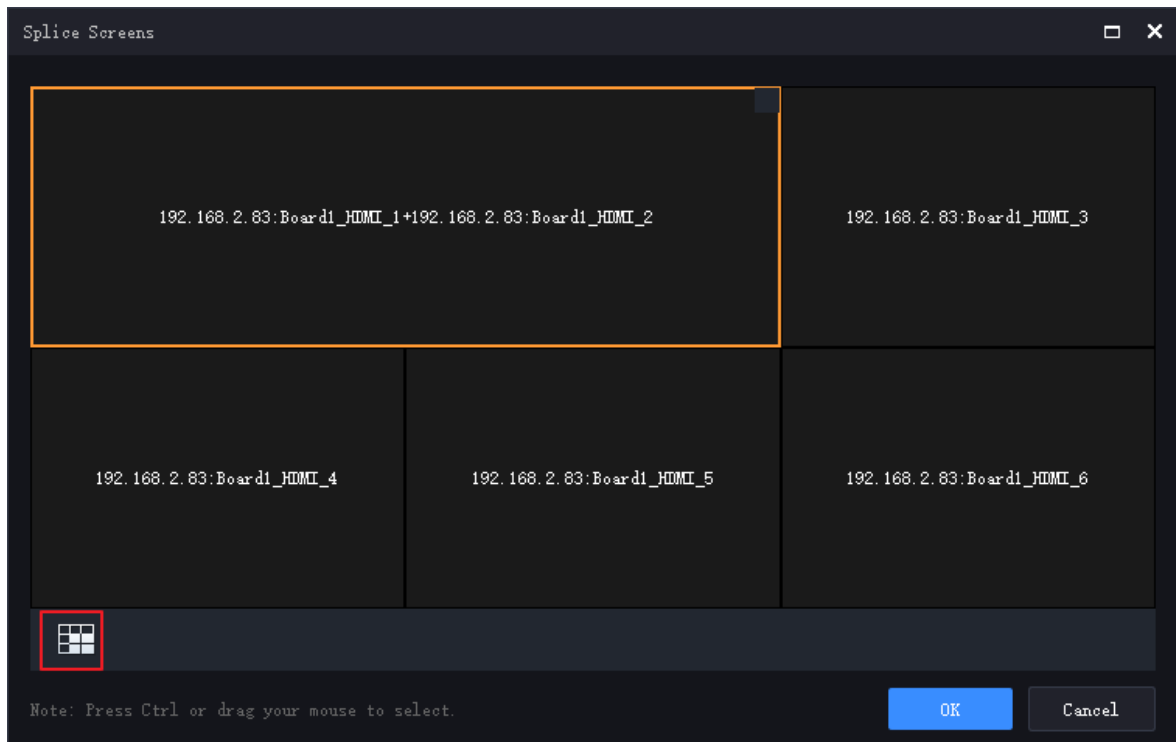 Splice Screens
192.168.2.83:Board1_HDMI_1+192.168.2.83:Board1_HDMI_2
192.168.2.83:Board1_HDMI_3
192.168.2.83:Board1_HDMI_4
192.168.2.83:Board1_HDMI_5
192.168.2.83:Board1_HDMI_6
Note: Press Ctrl or drag your mouse to select.
OK
Cancel